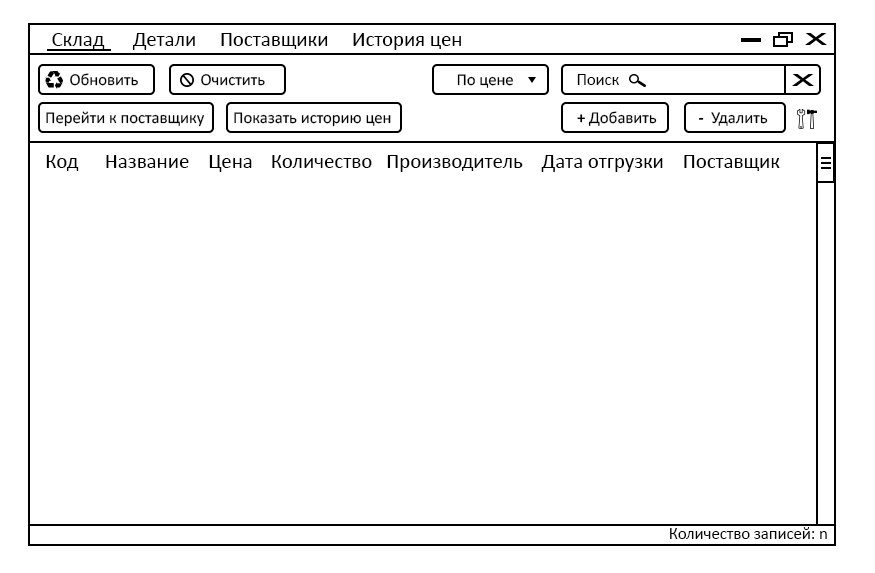 Склад Детали Поставщики История цен
Обновить Очистить По цене Поиск
Перейти к поставщику Показать историю цен + Добавить - Удалить
Код Название Цена Количество Производитель Дата отгрузки Поставщик
Количество записей: n